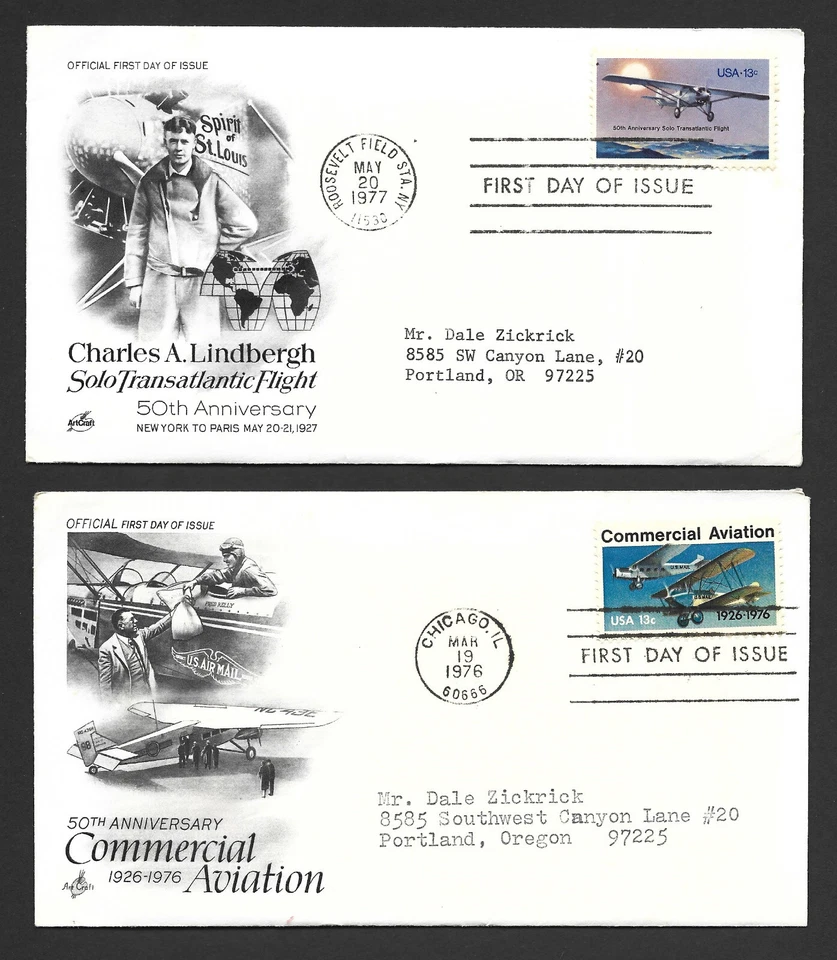 OFFICIAL FIRST DAY OF ISSUE
Spirit
of
St. Louis
ROOSEVELT FIELD STA. NY
MAY
20
1977
11530
USA·13c
50th Anniversary Solo Transatlantic Flight
FIRST DAY OF ISSUE
Mr. Dale Zickrick
8585 SW Canyon Lane, #20
Portland, OR 97225
Charles A. Lindbergh
Solo Transatlantic Flight
50th Anniversary
NEW YORK TO PARIS MAY 20-21, 1927
ArtCraft
OFFICIAL FIRST DAY OF ISSUE
FRED KELLY
U.S. AIR MAIL
CHICAGO, IL
MAR
19
1976
60666
Commercial Aviation
U.S. MAIL
U.S. MAIL
USA 13c
1926-1976
FIRST DAY OF ISSUE
Mr. Dale Zickrick
8585 Southwest Canyon Lane #20
Portland, Oregon 97225
50TH ANNIVERSARY
Commercial
1926-1976 Aviation
ArtCraft